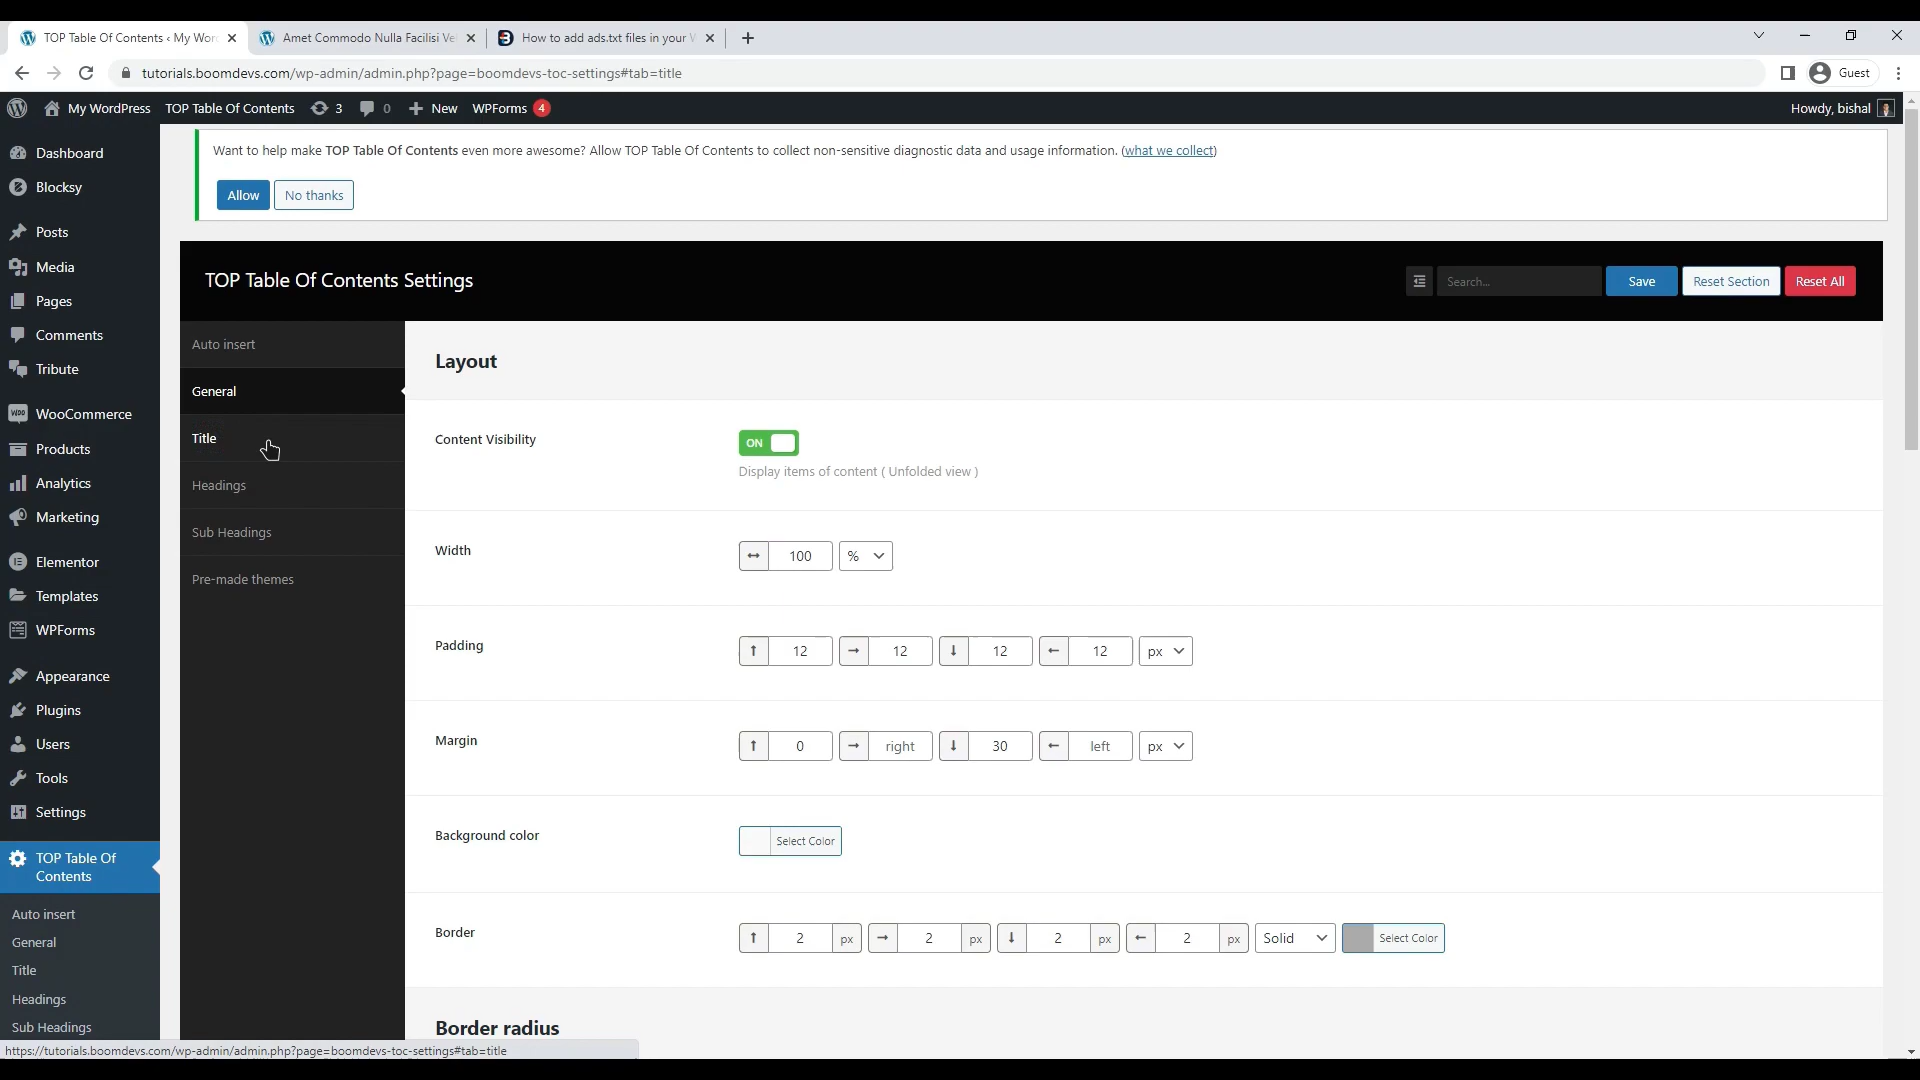 TOP Table Of Contents ‹ My Wor
Amet Commodo Nulla Facilisi Ve
How to add ads.txt files in your W
tutorials.boomdevs.com/wp-admin/admin.php?page=boomdevs-toc-settings#tab=title
Guest
My WordPress
TOP Table Of Contents
3
0
New
WPForms
4
Howdy, bishal
Dashboard
Blocksy
Posts
Media
Pages
Comments
Tribute
WooCommerce
Products
Analytics
Marketing
Elementor
Templates
WPForms
Appearance
Plugins
Users
Tools
Settings
TOP Table Of
Contents
Auto insert
General
Title
Headings
Sub Headings
Want to help make TOP Table Of Contents even more awesome? Allow TOP Table Of Contents to collect non-sensitive diagnostic data and usage information. (what we collect)
Allow
No thanks
TOP Table Of Contents Settings
Search...
Save
Reset Section
Reset All
Auto insert
General
Title
Headings
Sub Headings
Pre-made themes
Layout
Content Visibility
ON
Display items of content ( Unfolded view )
Width
100
%
Padding
12
12
12
12
px
Margin
0
right
30
left
px
Background color
Select Color
Border
2 px
2 px
2 px
2 px
Solid
Select Color
Border radius
https://tutorials.boomdevs.com/wp-admin/admin.php?page=boomdevs-toc-settings#tab=title